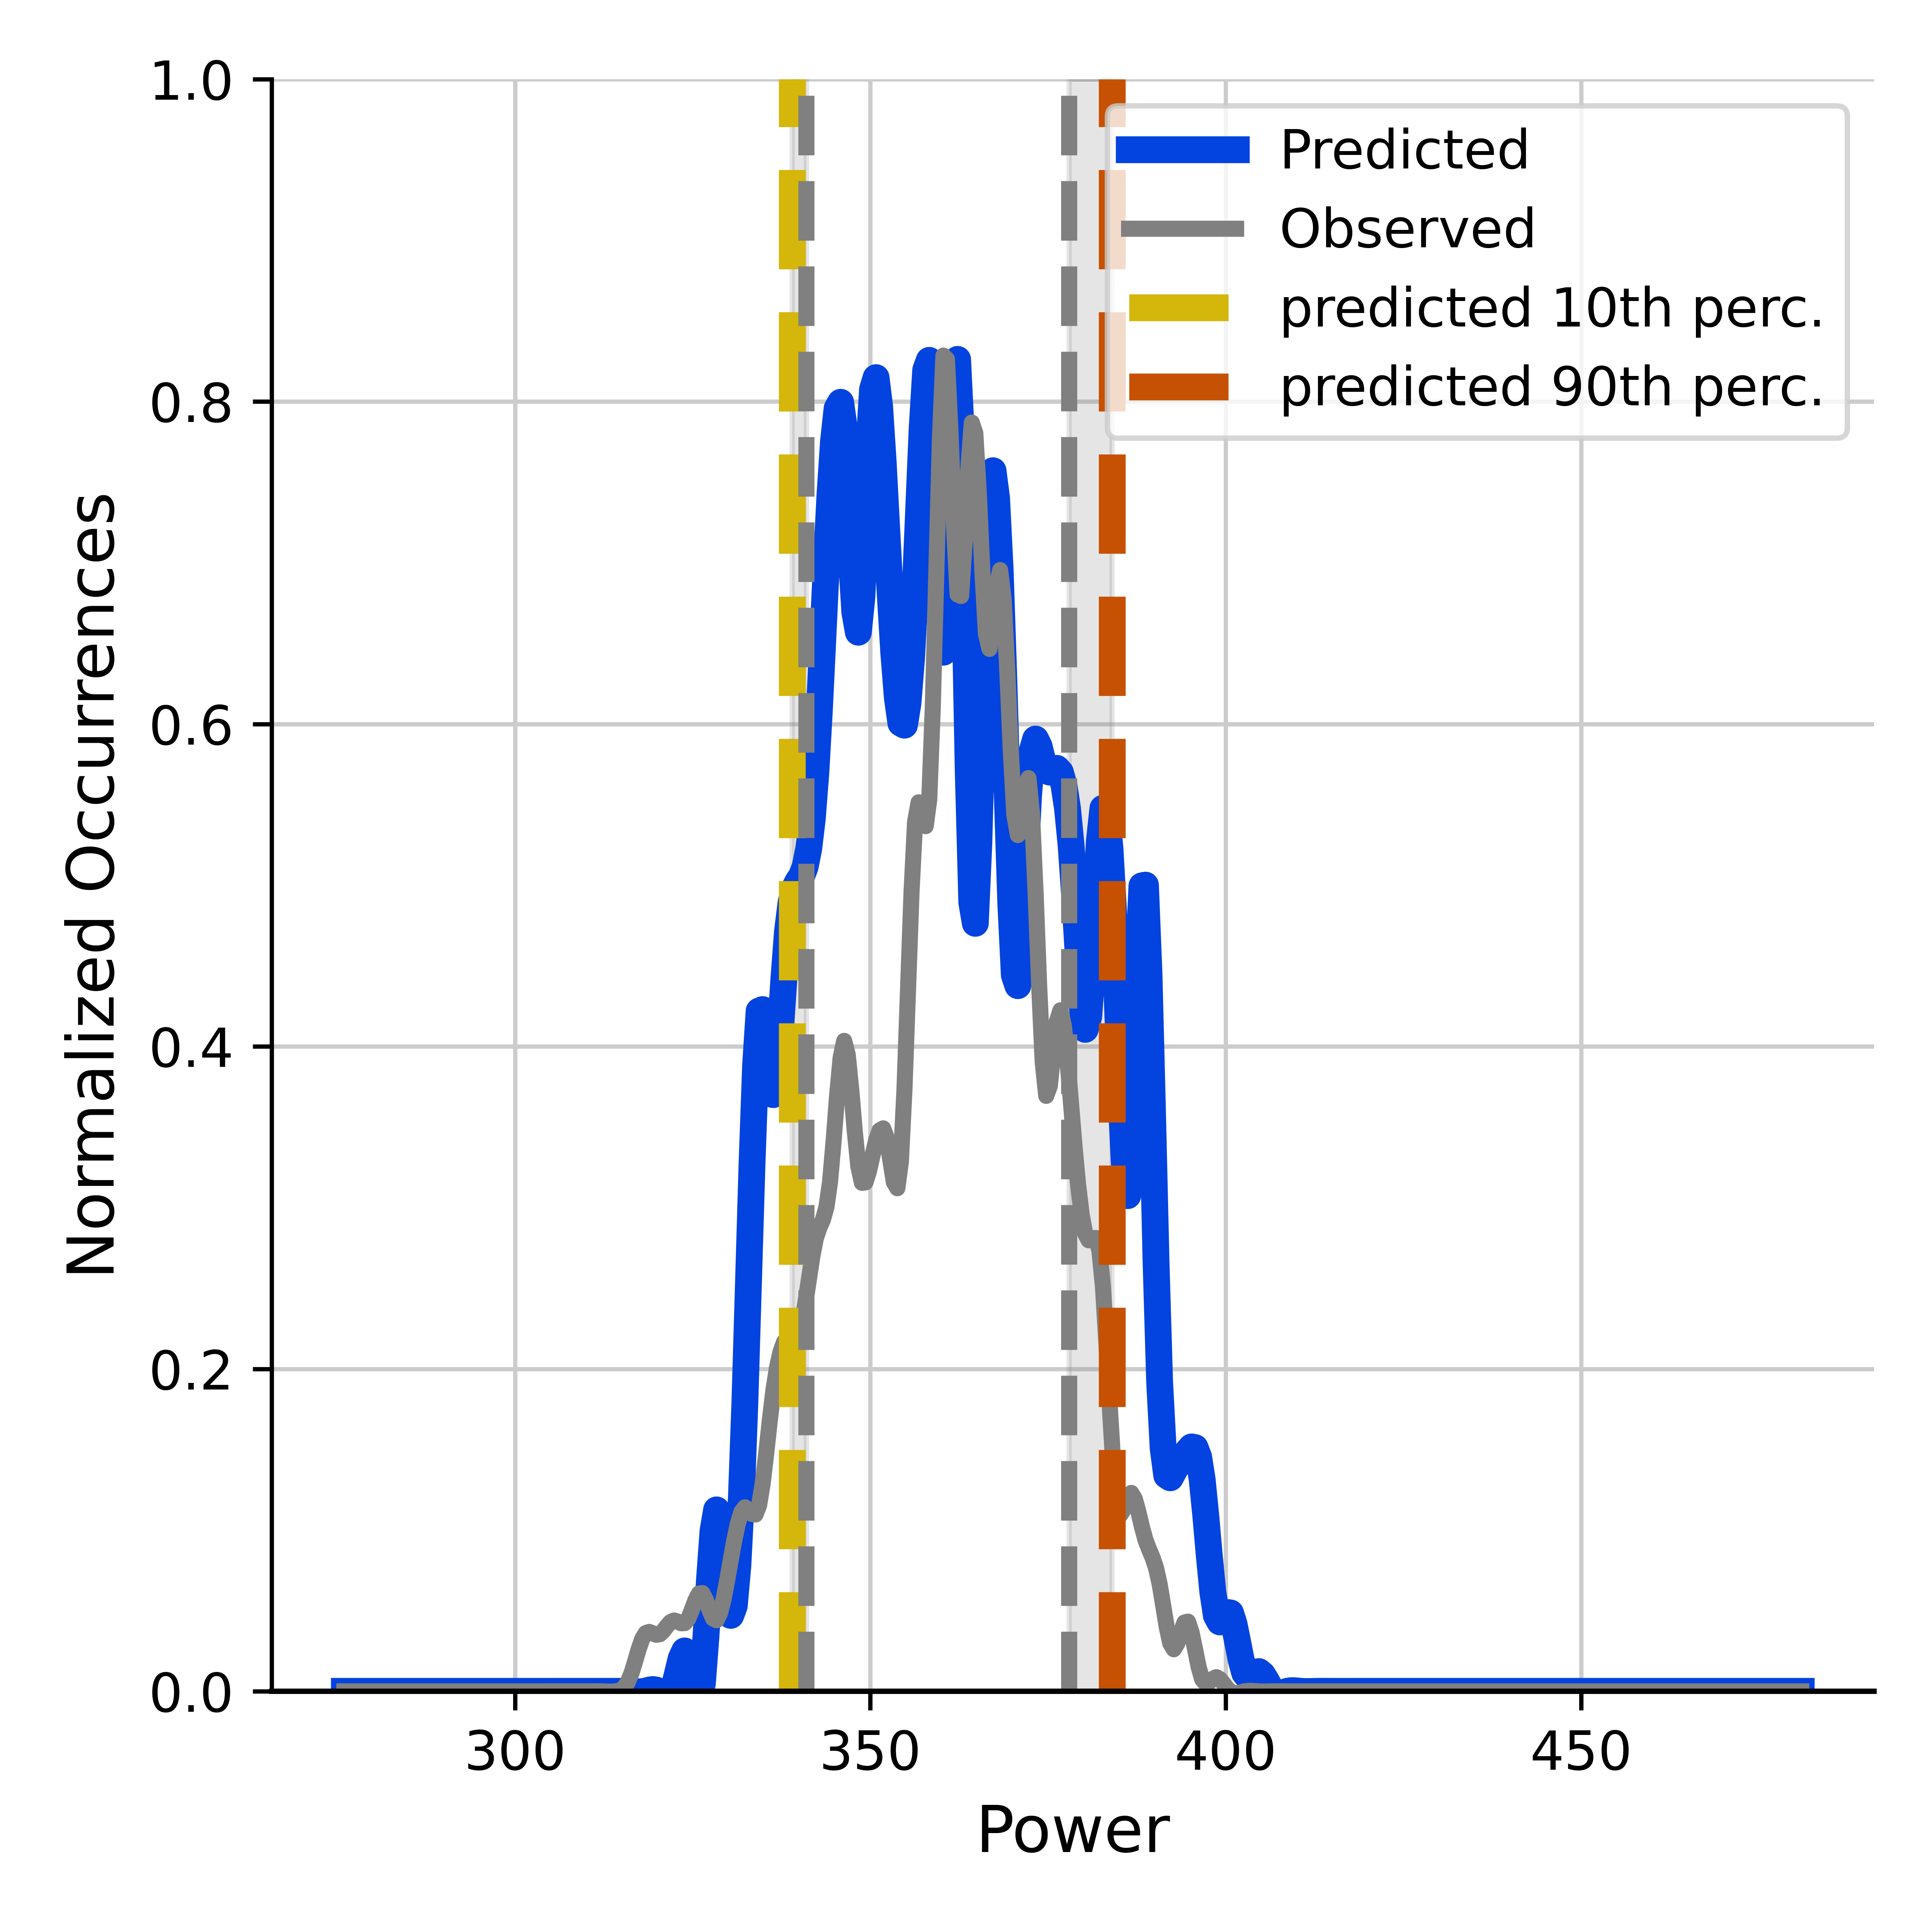 1.0
0.8
0.6
0.4
0.2
0.0
Normalized Occurrences
300 350 400 450
Power
Predicted
Observed
predicted 10th perc.
predicted 90th perc.